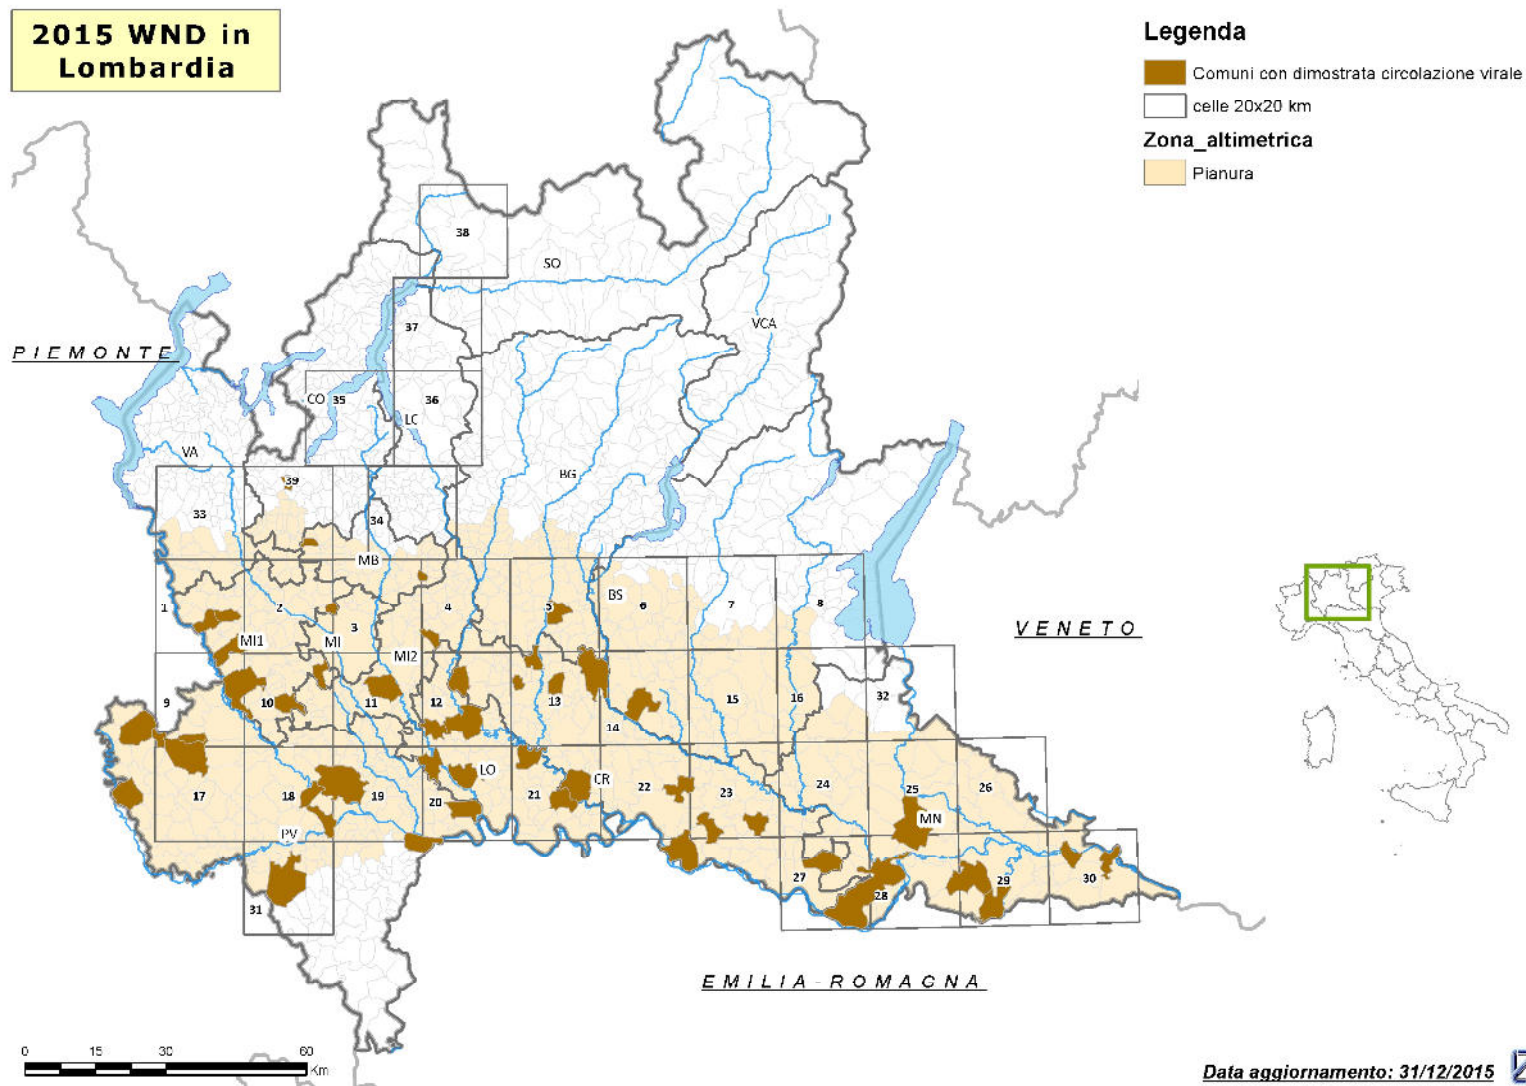 2015 WND in
Lombardia
Legenda
Comuni con dimostrata circolazione virale
celle 20x20 km
Zona_altimetrica
Pianura
38
SO
37
VCA
PIEMONTE
CO
35
36
LC
VA
BG
39
33
34
MB
1
2
3
4
5
BS
6
7
8
VENETO
MI1
MI
MI2
9
10
11
12
13
14
15
16
32
17
18
19
20
LO
21
CR
22
23
24
25
26
MN
PV
27
28
29
30
31
EMILIA-ROMAGNA
0 15 30 60
Km
Data aggiornamento: 31/12/2015